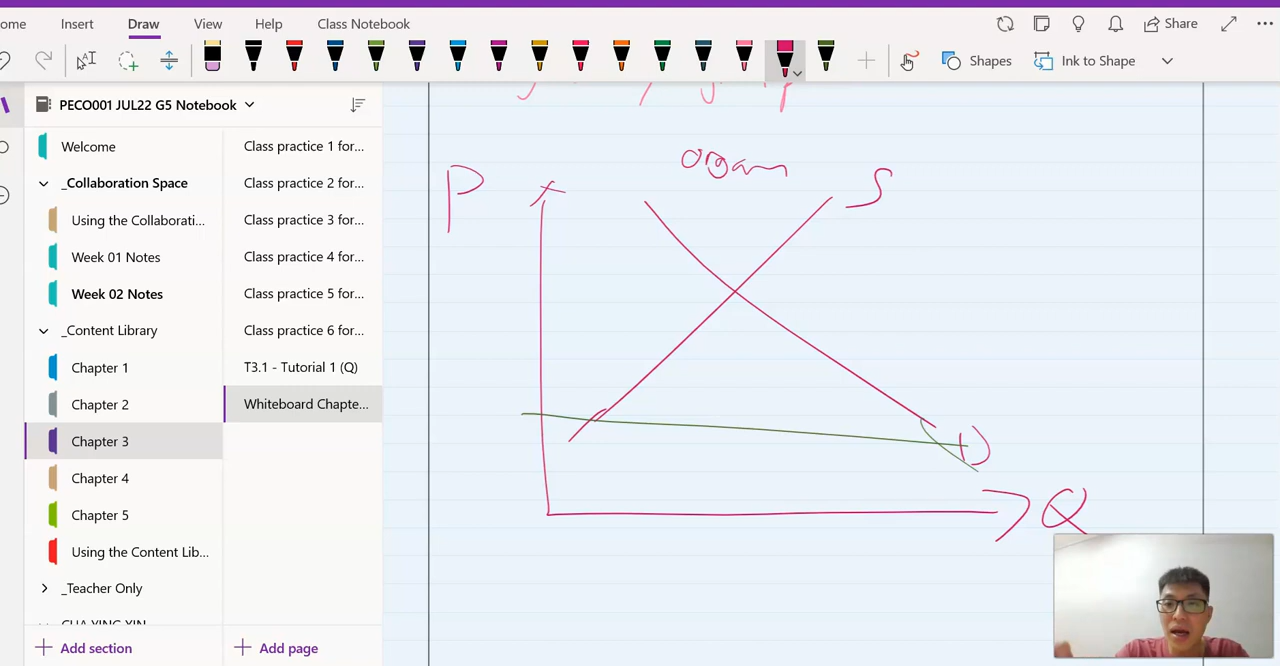 ome Insert Draw View Help Class Notebook Share
Shapes Ink to Shape
PECO001 JUL22 G5 Notebook
Welcome
_Collaboration Space
Using the Collaborati...
Week 01 Notes
Week 02 Notes
_Content Library
Chapter 1
Chapter 2
Chapter 3
Chapter 4
Chapter 5
Using the Content Lib...
_Teacher Only
CHA YING XIN
Add section
Class practice 1 for...
Class practice 2 for...
Class practice 3 for...
Class practice 4 for...
Class practice 5 for...
Class practice 6 for...
T3.1 - Tutorial 1 (Q)
Whiteboard Chapte...
Add page
organ
P
S
D
Q